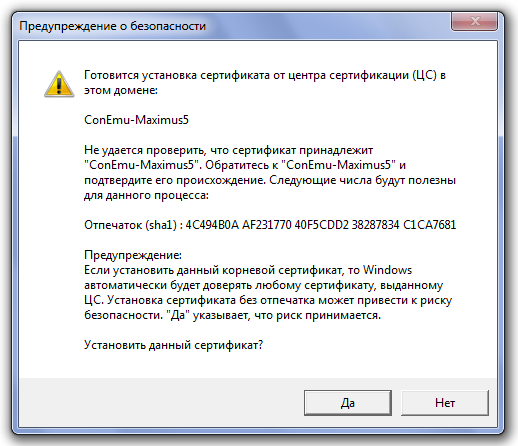 Предупреждение о безопасности
Готовится установка сертификата от центра сертификации (ЦС) в
этом домене:
ConEmu-Maximus5
Не удается проверить, что сертификат принадлежит
"ConEmu-Maximus5". Обратитесь к "ConEmu-Maximus5" и
подтвердите его происхождение. Следующие числа будут полезны
для данного процесса:
Отпечаток (sha1) : 4C494B0A AF231770 40F5CDD2 38287834 C1CA7681
Предупреждение:
Если установить данный корневой сертификат, то Windows
автоматически будет доверять любому сертификату, выданному
ЦС. Установка сертификата без отпечатка может привести к риску
безопасности. "Да" указывает, что риск принимается.
Установить данный сертификат?
Да
Нет